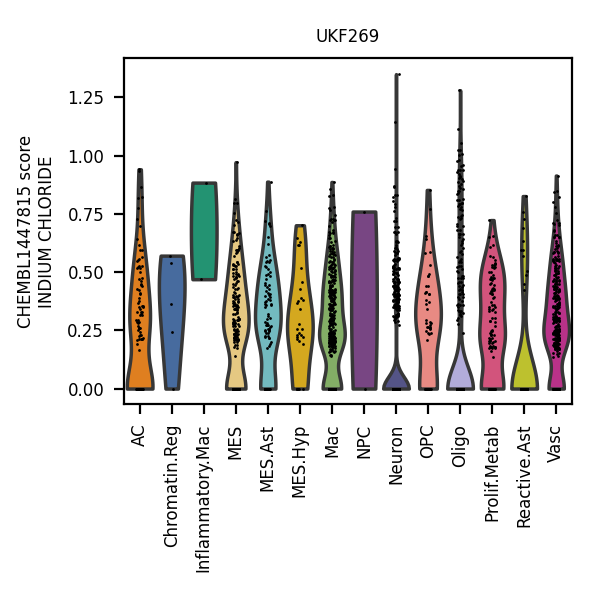 UKF269
CHEMBL1447815 score
INDIUM CHLORIDE
1.25
1.00
0.75
0.50
0.25
0.00
AC
Chromatin.Reg
Inflammatory.Mac
MES
MES.Ast
MES.Hyp
Mac
NPC
Neuron
OPC
Oligo
Prolif.Metab
Reactive.Ast
Vasc